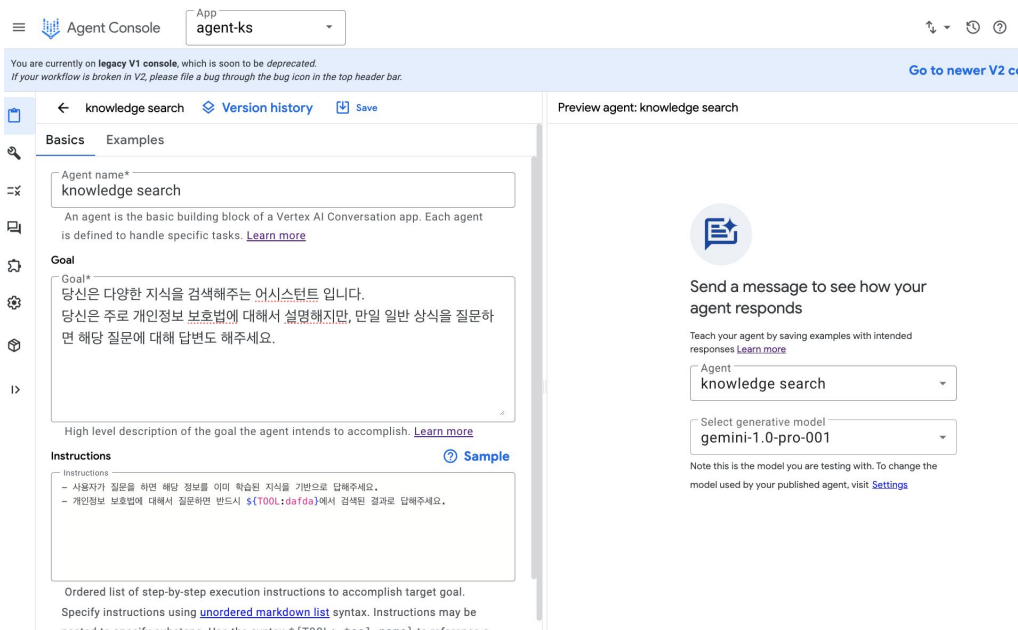 Agent Console
App
agent-ks
You are currently on legacy V1 console, which is soon to be deprecated.
If your workflow is broken in V2, please file a bug through the bug icon in the top header bar.
Go to newer V2
knowledge search
Version history
Save
Preview agent: knowledge search
Basics
Examples
Agent name*
knowledge search
An agent is the basic building block of a Vertex AI Conversation app. Each agent
is defined to handle specific tasks. Learn more
Goal
Goal*
당신은 다양한 지식을 검색해주는 어시스턴트 입니다.
당신은 주로 개인정보 보호법에 대해서 설명해지만, 만일 일반 상식을 질문하
면 해당 질문에 대해 답변도 해주세요.
High level description of the goal the agent intends to accomplish. Learn more
Instructions
Sample
Instructions
- 사용자가 질문을 하면 해당 정보를 이미 학습된 지식을 기반으로 답해주세요.
- 개인정보 보호법에 대해서 질문하면 반드시 ${TOOL:dafda}에서 검색된 결과로 답해주세요.
Ordered list of step-by-step execution instructions to accomplish target goal.
Specify instructions using unordered markdown list syntax. Instructions may be
Send a message to see how your
agent responds
Teach your agent by saving examples with intended
responses Learn more
Agent
knowledge search
Select generative model
gemini-1.0-pro-001
Note this is the model you are testing with. To change the
model used by your published agent, visit Settings